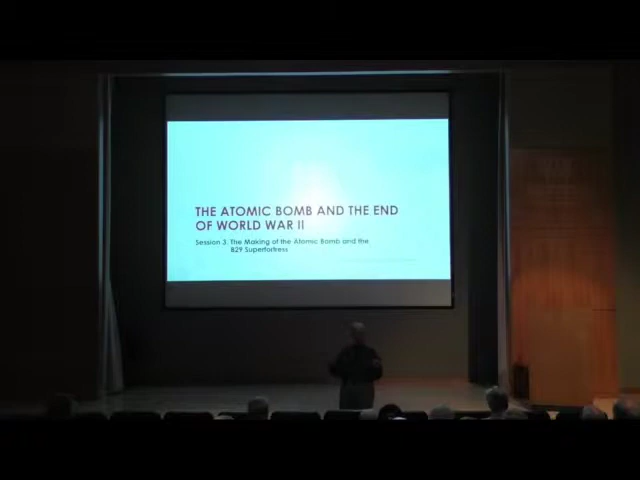 THE ATOMIC BOMB AND THE END
OF WORLD WAR II
Session 3: The Making of the Atomic Bomb and the
B29 Superfortress